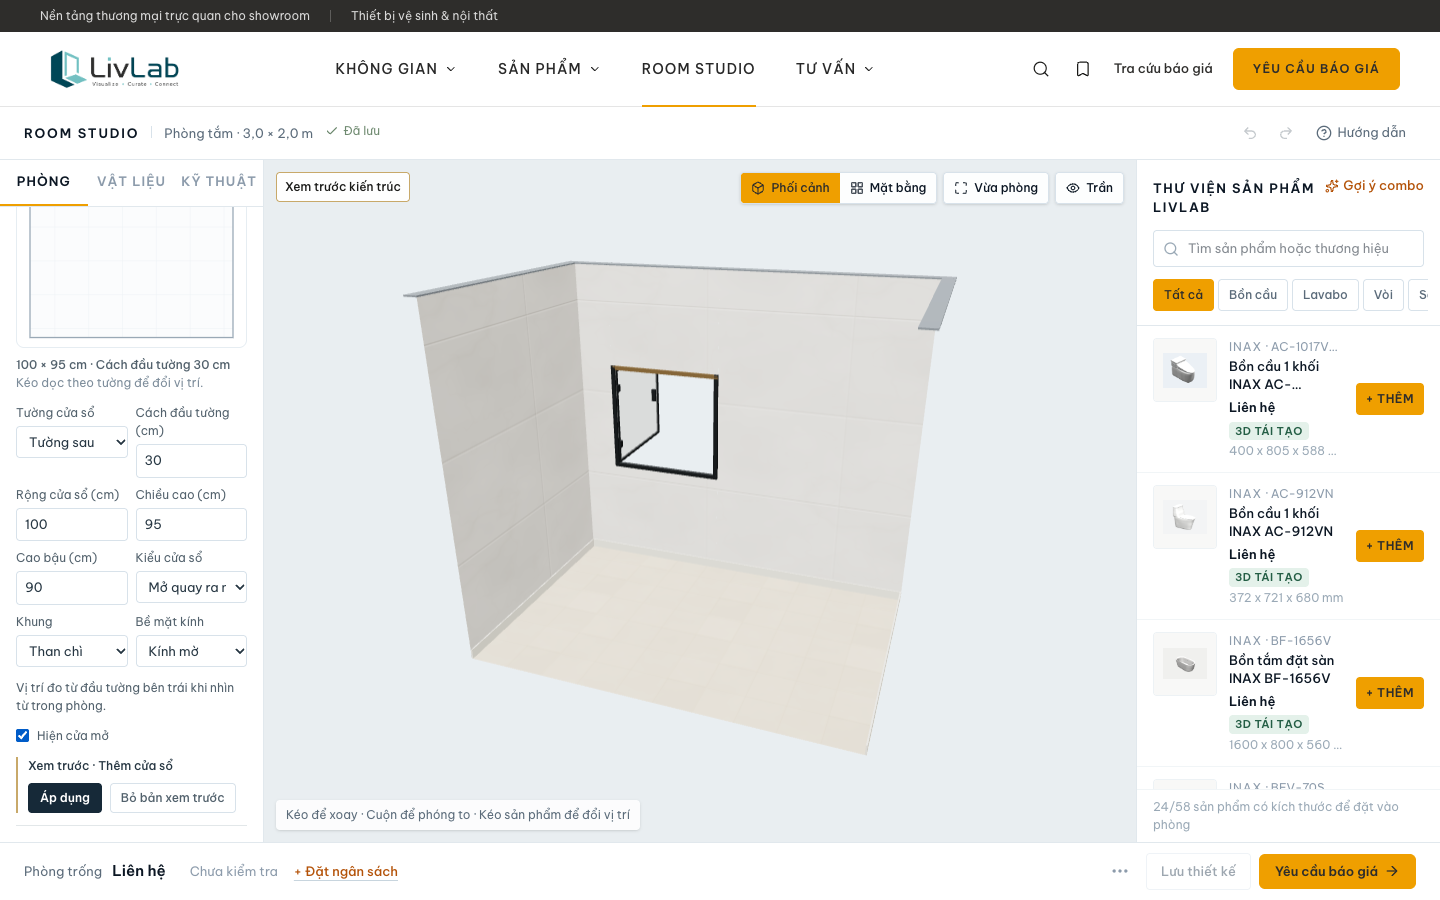 Nền tảng thương mại trực quan cho showroom
Thiết bị vệ sinh & nội thất
LivLab
Visualize • Curate • Connect
KHÔNG GIAN
SẢN PHẨM
ROOM STUDIO
TƯ VẤN
Tra cứu báo giá
YÊU CẦU BÁO GIÁ
ROOM STUDIO
Phòng tắm · 3,0 × 2,0 m
Đã lưu
Hướng dẫn
PHÒNG
VẬT LIỆU
KỸ THUẬT
100 × 95 cm · Cách đầu tường 30 cm
Kéo dọc theo tường để đổi vị trí.
Tường cửa sổ
Cách đầu tường
(cm)
Tường sau
30
Rộng cửa sổ (cm)
Chiều cao (cm)
100
95
Cao bậu (cm)
Kiểu cửa sổ
90
Mở quay ra r
Khung
Bề mặt kính
Than chì
Kính mờ
Vị trí đo từ đầu tường bên trái khi nhìn
từ trong phòng.
Hiện cửa mở
Xem trước · Thêm cửa sổ
Áp dụng
Bỏ bản xem trước
Xem trước kiến trúc
Phối cảnh
Mặt bằng
Vừa phòng
Trần
Kéo để xoay · Cuộn để phóng to · Kéo sản phẩm để đổi vị trí
THƯ VIỆN SẢN PHẨM
LIVLAB
Gợi ý combo
Tìm sản phẩm hoặc thương hiệu
Tất cả
Bồn cầu
Lavabo
Vòi
INAX · AC-1017V...
Bồn cầu 1 khối
INAX AC-...
Liên hệ
3D TÁI TẠO
400 x 805 x 588 ...
+ THÊM
INAX · AC-912VN
Bồn cầu 1 khối
INAX AC-912VN
Liên hệ
3D TÁI TẠO
372 x 721 x 680 mm
+ THÊM
INAX · BF-1656V
Bồn tắm đặt sàn
INAX BF-1656V
Liên hệ
3D TÁI TẠO
1600 x 800 x 560 ...
+ THÊM
INAX · BFV-70S
24/58 sản phẩm có kích thước để đặt vào
phòng
Phòng trống
Liên hệ
Chưa kiểm tra
+ Đặt ngân sách
Lưu thiết kế
Yêu cầu báo giá